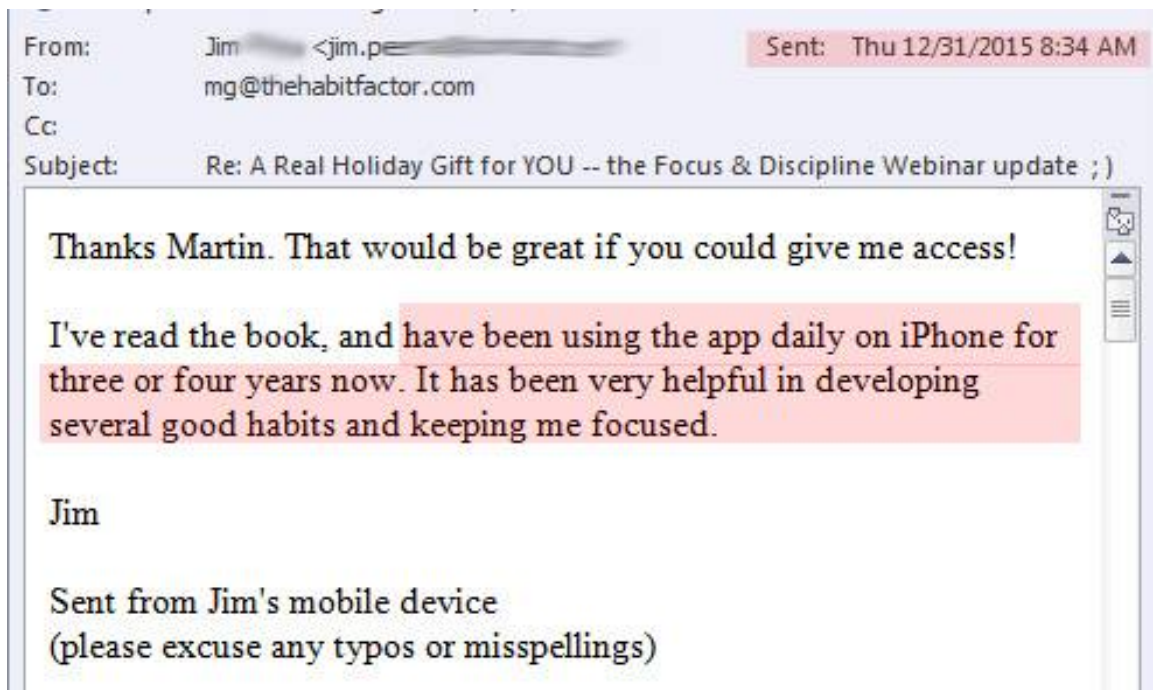 From: Jim <jim.pe Sent: Thu 12/31/2015 8:34 AM
To: mg@thehabitfactor.com
Cc:
Subject: Re: A Real Holiday Gift for YOU -- the Focus & Discipline Webinar update ; )
Thanks Martin. That would be great if you could give me access!
I've read the book, and have been using the app daily on iPhone for
three or four years now. It has been very helpful in developing
several good habits and keeping me focused.
Jim
Sent from Jim's mobile device
(please excuse any typos or misspellings)